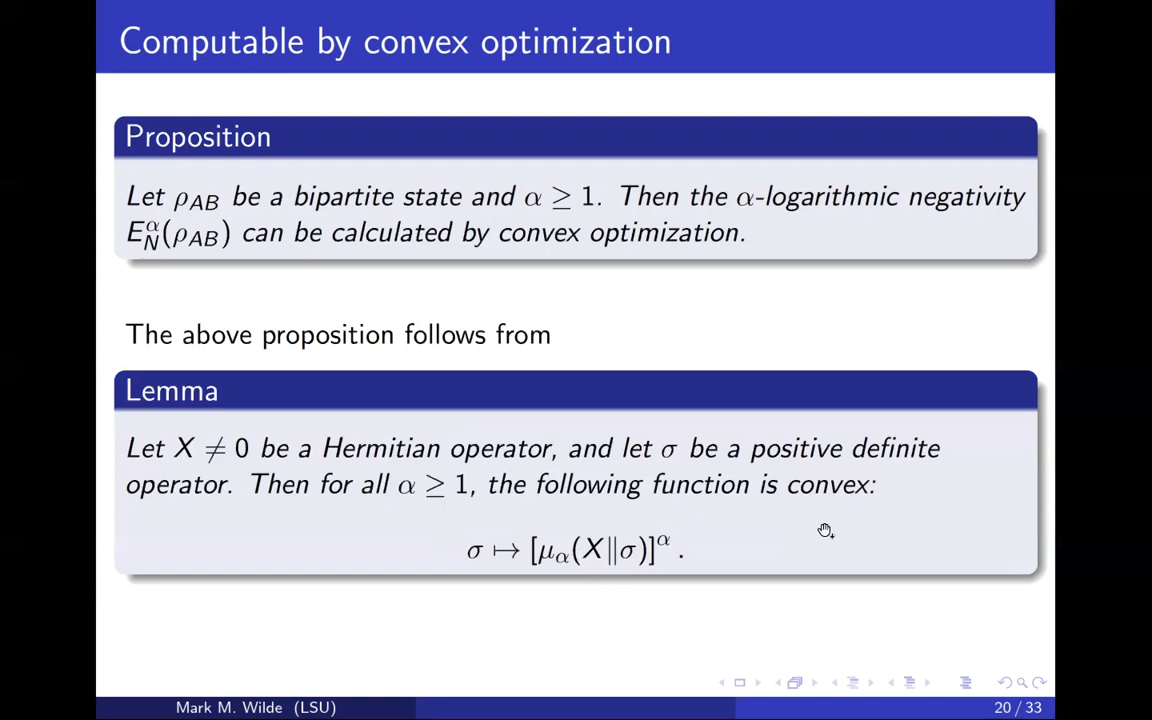 Computable by convex optimization
Proposition
Let ρ_AB be a bipartite state and α ≥ 1. Then the α-logarithmic negativity
E_N^α(ρ_AB) can be calculated by convex optimization.
The above proposition follows from
Lemma
Let X ≠ 0 be a Hermitian operator, and let σ be a positive definite
operator. Then for all α ≥ 1, the following function is convex:
σ ↦ [μ_α(X‖σ)]^α .
Mark M. Wilde (LSU)
20 / 33